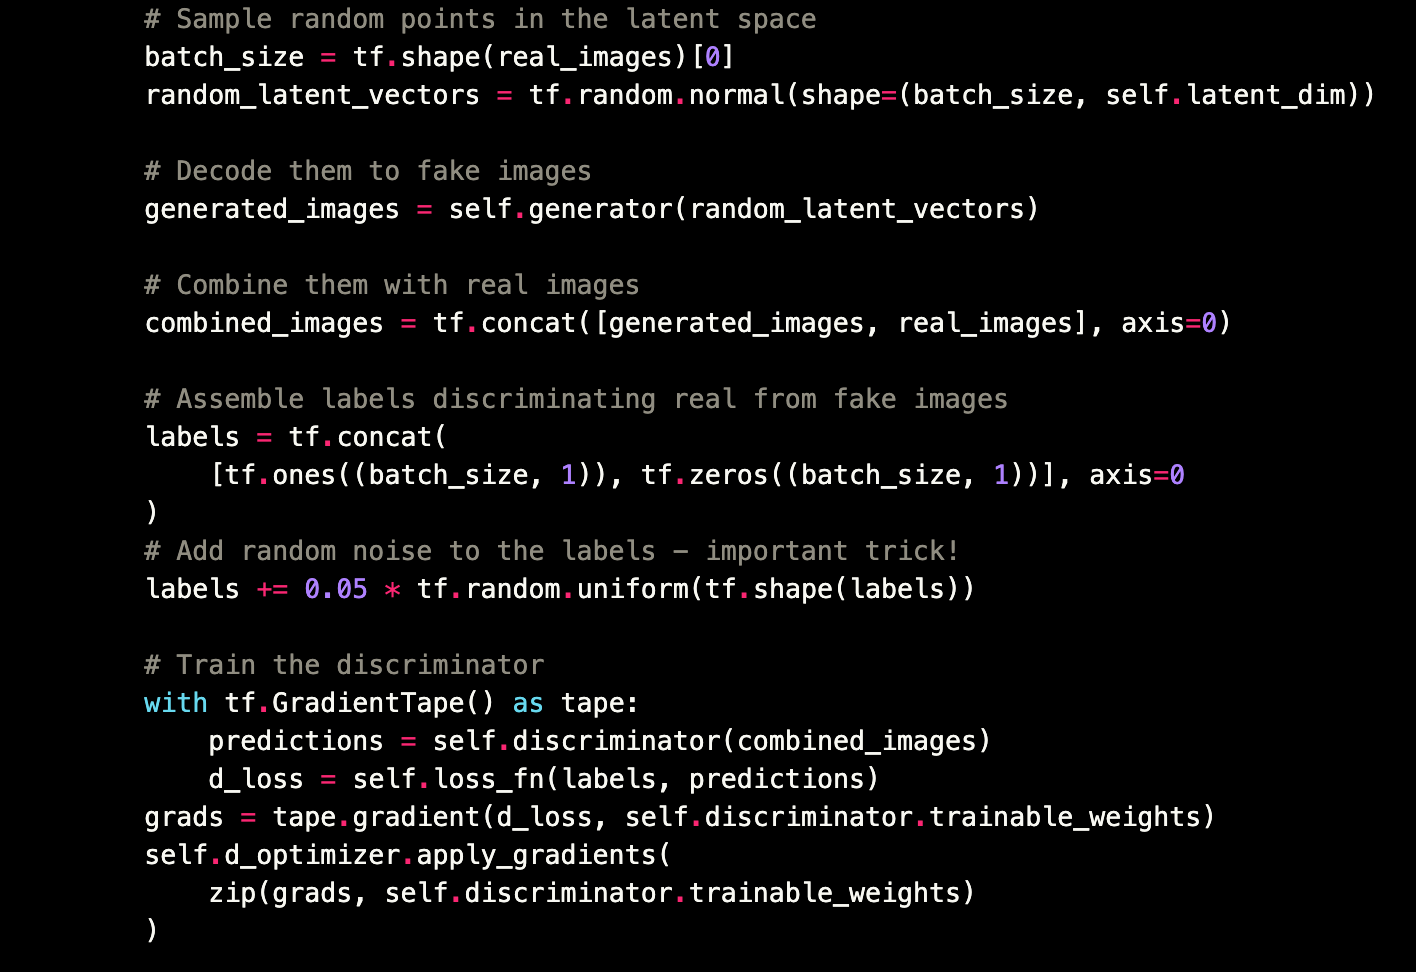 # Sample random points in the latent space
batch_size = tf.shape(real_images)[0]
random_latent_vectors = tf.random.normal(shape=(batch_size, self.latent_dim))
# Decode them to fake images
generated_images = self.generator(random_latent_vectors)
# Combine them with real images
combined_images = tf.concat([generated_images, real_images], axis=0)
# Assemble labels discriminating real from fake images
labels = tf.concat(
    [tf.ones((batch_size, 1)), tf.zeros((batch_size, 1))], axis=0
)
# Add random noise to the labels - important trick!
labels += 0.05 * tf.random.uniform(tf.shape(labels))
# Train the discriminator
with tf.GradientTape() as tape:
    predictions = self.discriminator(combined_images)
    d_loss = self.loss_fn(labels, predictions)
grads = tape.gradient(d_loss, self.discriminator.trainable_weights)
self.d_optimizer.apply_gradients(
    zip(grads, self.discriminator.trainable_weights)
)